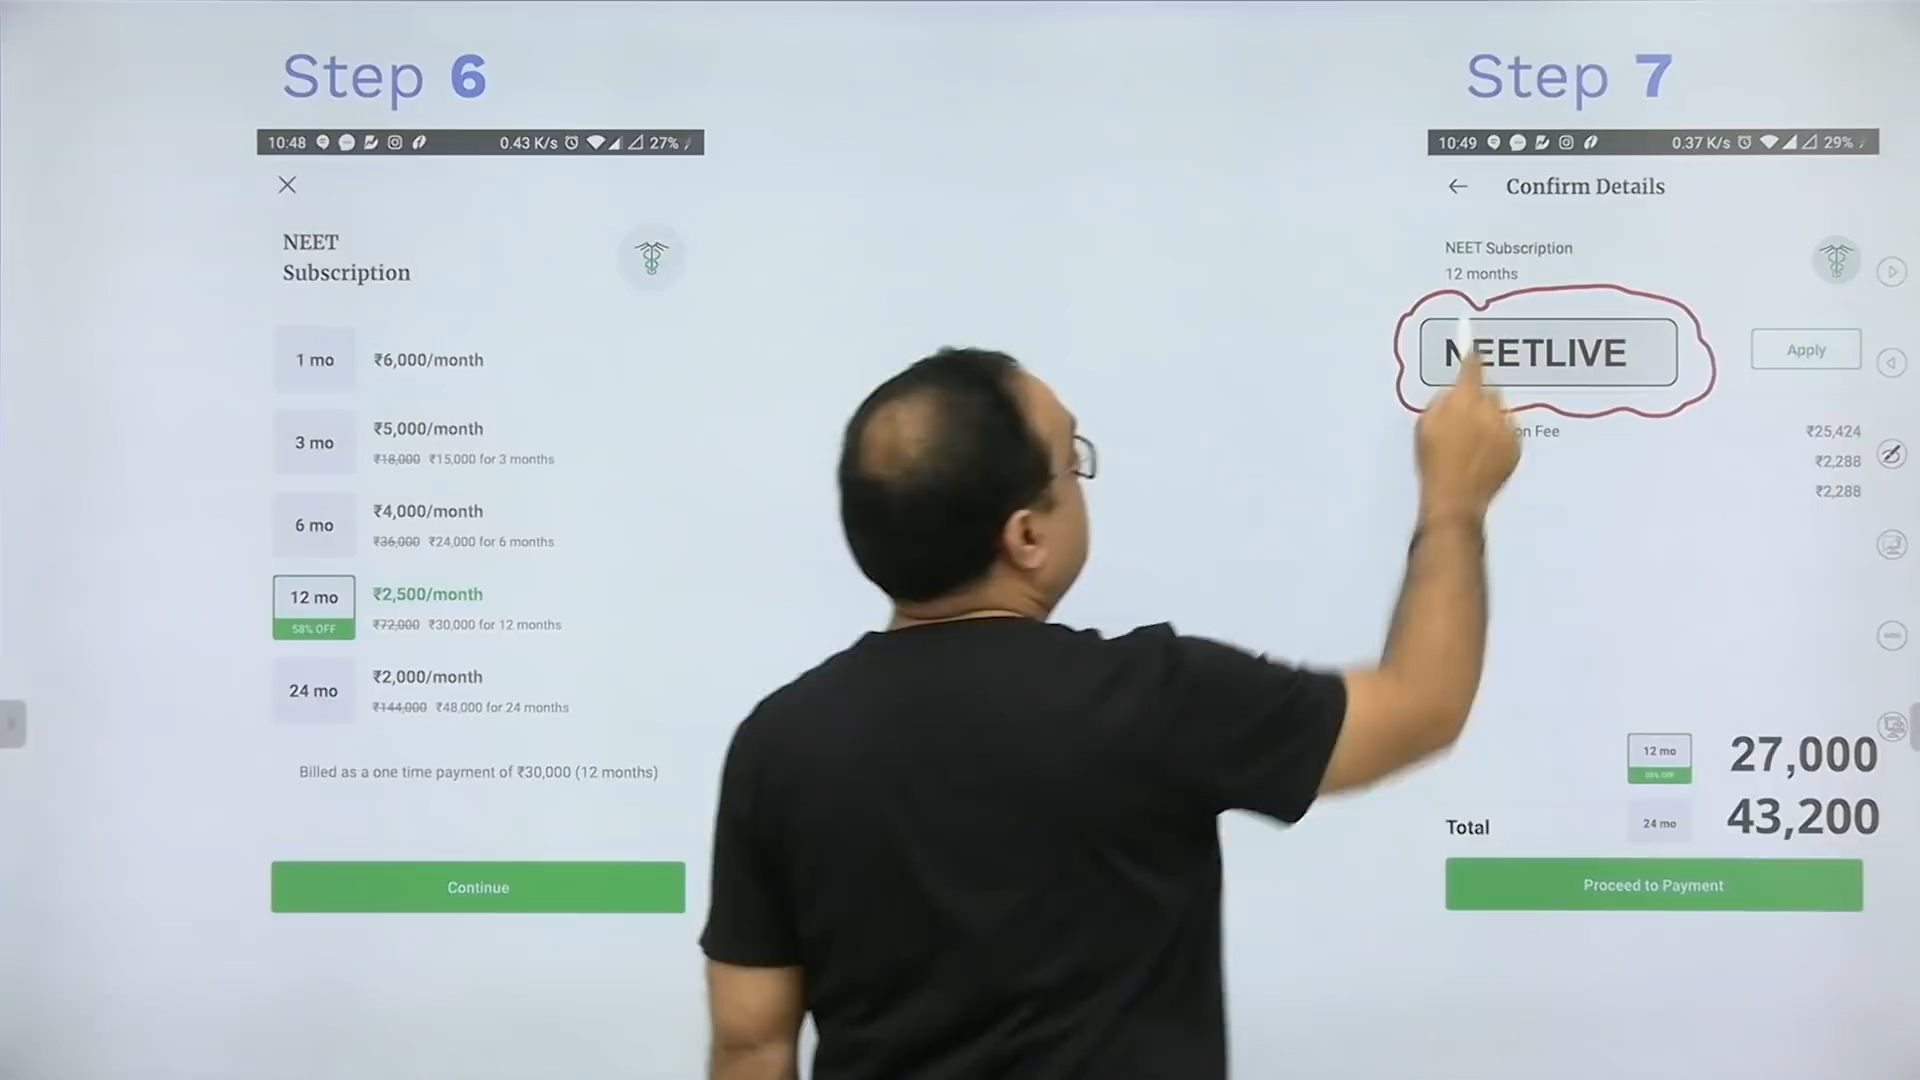 Step 6
10:48 0.43 K/s 27%
NEET
Subscription
1 mo ₹6,000/month
3 mo ₹5,000/month
₹18,000 ₹15,000 for 3 months
6 mo ₹4,000/month
₹36,000 ₹24,000 for 6 months
12 mo ₹2,500/month
58% OFF ₹72,000 ₹30,000 for 12 months
24 mo ₹2,000/month
₹144,000 ₹48,000 for 24 months
Billed as a one time payment of ₹30,000 (12 months)
Continue
Step 7
10:49 0.37 K/s 29%
Confirm Details
NEET Subscription
12 months
NEETLIVE Apply
Fee ₹25,424
₹2,288
₹2,288
12 mo 27,000
24 mo 43,200
Total
Proceed to Payment